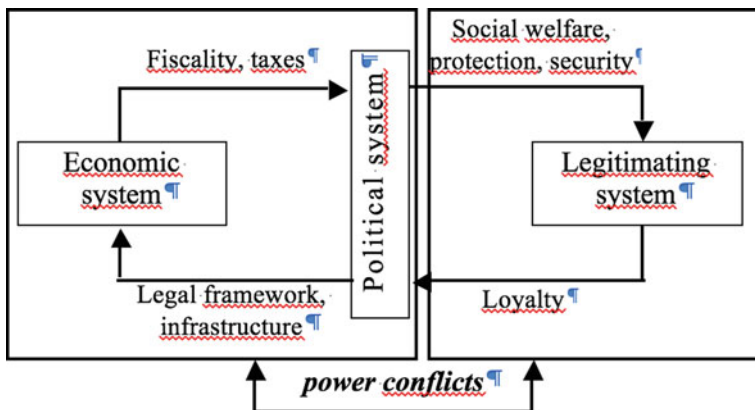 Fiscality, taxes¶
Social welfare,
protection, security¶
Economic
system¶
Political system¶
Legitimating
system¶
Legal framework,
infrastructure¶
Loyalty¶
power conflicts¶